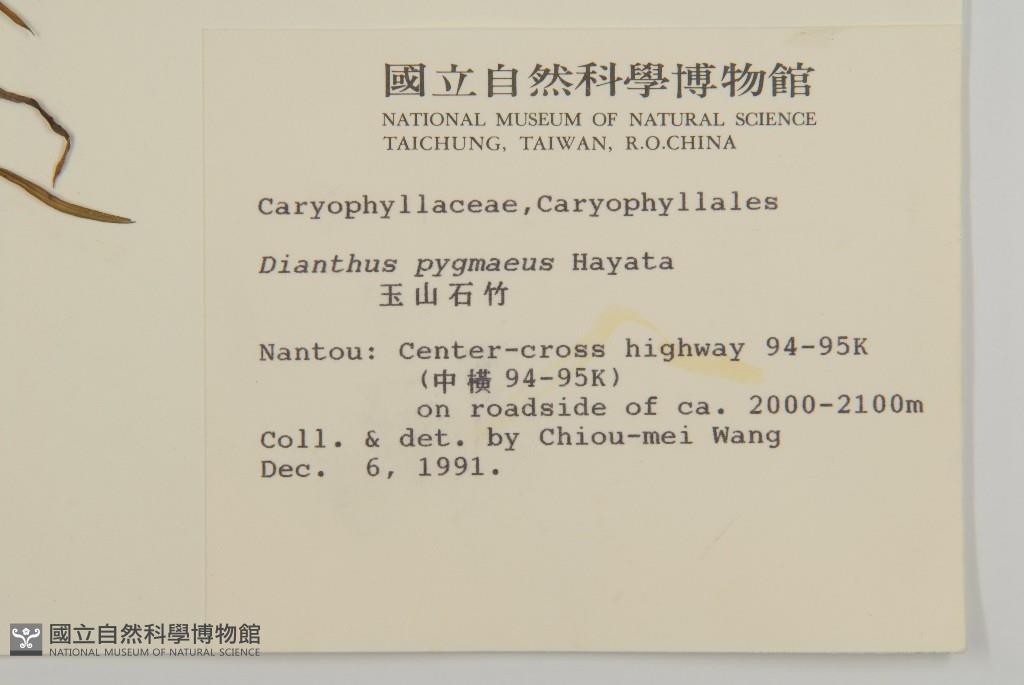 國立自然科學博物館
NATIONAL MUSEUM OF NATURAL SCIENCE
TAICHUNG, TAIWAN, R.O.CHINA
Caryophyllaceae,Caryophyllales
Dianthus pygmaeus Hayata
玉山石竹
Nantou: Center-cross highway 94-95K
(中橫 94-95K)
on roadside of ca. 2000-2100m
Coll. & det. by Chiou-mei Wang
Dec. 6, 1991.
國立自然科學博物館
NATIONAL MUSEUM OF NATURAL SCIENCE